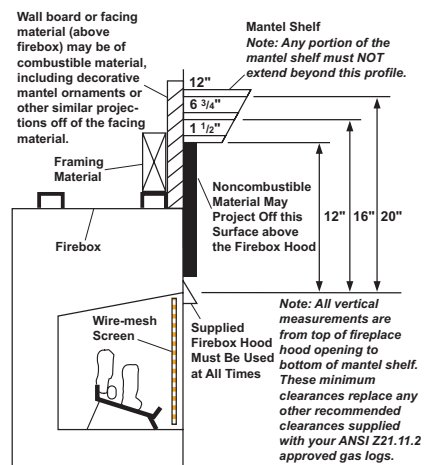 Wall board or facing
material (above
firebox) may be of
combustible material,
including decorative
mantel ornaments or
other similar projec-
tions off of the facing
material.
Mantel Shelf
Note: Any portion of the
mantel shelf must NOT
extend beyond this profile.
12"
6 3/4"
1 1/2"
Framing
Material
Noncombustible
Material May
Project Off this
Surface above
the Firebox Hood
12" 16" 20"
Firebox
Wire-mesh
Screen
Supplied
Firebox Hood
Must Be Used
at All Times
Note: All vertical
measurements are
from top of fireplace
hood opening to
bottom of mantel shelf.
These minimum
clearances replace any
other recommended
clearances supplied
with your ANSI Z21.11.2
approved gas logs.